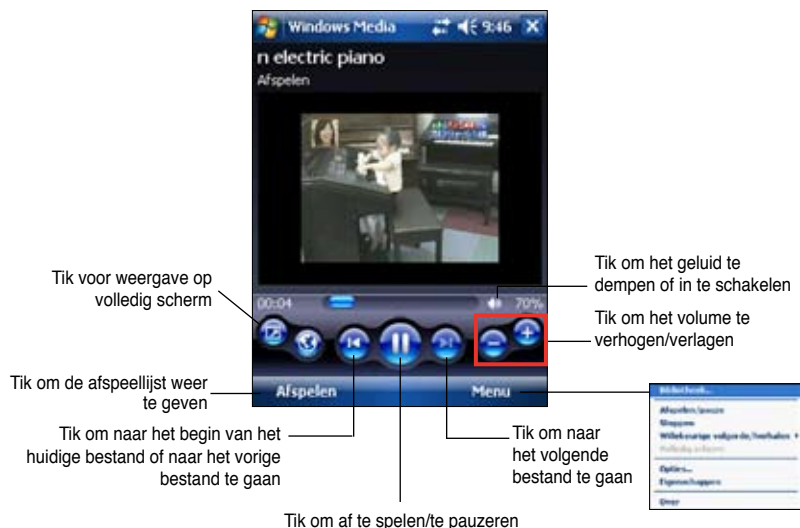 Windows Media 9:46
n electric piano
Afspelen
Tik voor weergave op
volledig scherm
Tik om het geluid te
dempen of in te schakelen
00:04 70%
Tik om het volume te
verhogen/verlagen
Tik om de afspeellijst weer
te geven
Afspelen Menu
Tik om naar het begin van het
huidige bestand of naar het vorige
bestand te gaan
Tik om naar
het volgende
bestand te gaan
Bibliotheek...
Afspelen/pauze
Stoppen
Willekeurige volgorde/herhalen
Volledig scherm
Opties...
Eigenschappen
Over
Tik om af te spelen/te pauzeren